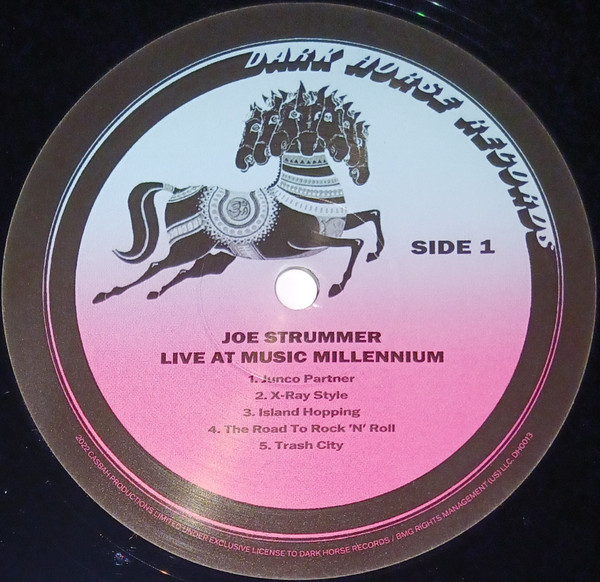 DARK HORSE RECORDS
SIDE 1
JOE STRUMMER
LIVE AT MUSIC MILLENNIUM
1. Junco Partner
2. X-Ray Style
3. Island Hopping
4. The Road To Rock 'N' Roll
5. Trash City
2022 CASBAH PRODUCTIONS LIMITED UNDER EXCLUSIVE LICENSE TO DARK HORSE RECORDS / BMG RIGHTS MANAGEMENT (US) LLC. DH0013